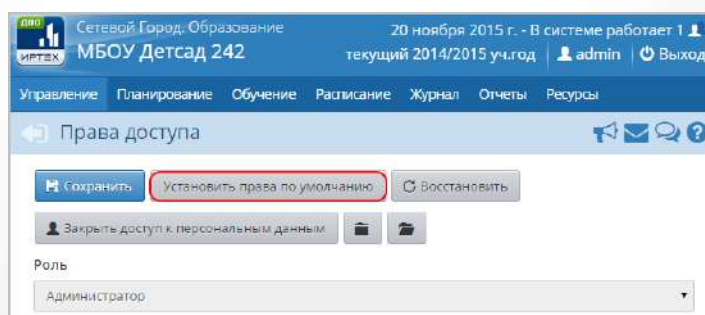 ДВО
ИРТЕХ
Сетевой Город. Образование
МБОУ Детсад 242
20 ноября 2015 г. - В системе работает 1
текущий 2014/2015 уч.год admin Выход
Управление Планирование Обучение Расписание Журнал Отчеты Ресурсы
Права доступа
Сохранить Установить права по умолчанию Восстановить
Закрыть доступ к персональным данным
Роль
Администратор